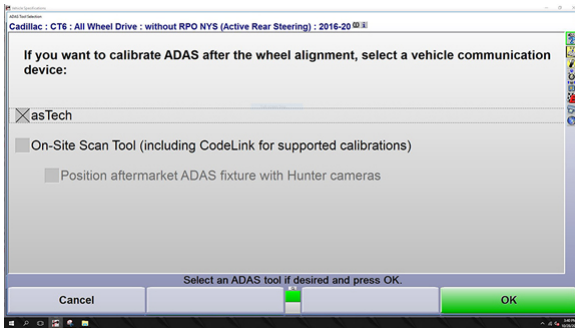 Vehicle Specifications
ADAS Tool Selection
Cadillac : CT6 : All Wheel Drive : without RPO NYS (Active Rear Steering) : 2016-20
If you want to calibrate ADAS after the wheel alignment, select a vehicle communication
device:
asTech
On-Site Scan Tool (including CodeLink for supported calibrations)
Position aftermarket ADAS fixture with Hunter cameras
Select an ADAS tool if desired and press OK.
Cancel
OK